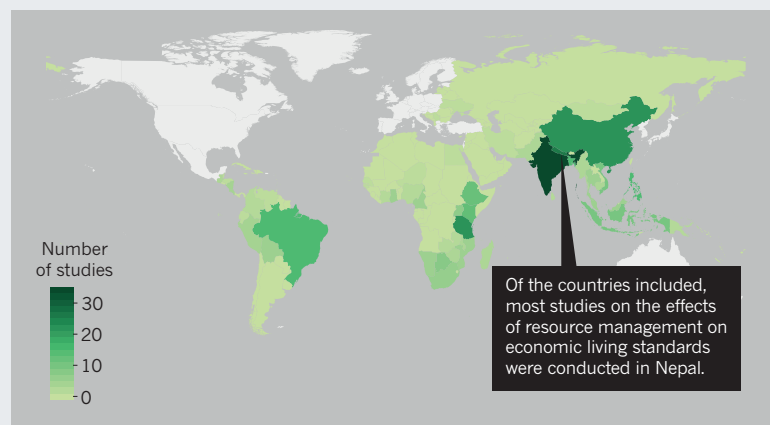 Number
of studies
30
20
10
0
Of the countries included,
most studies on the effects
of resource management on
economic living standards
were conducted in Nepal.